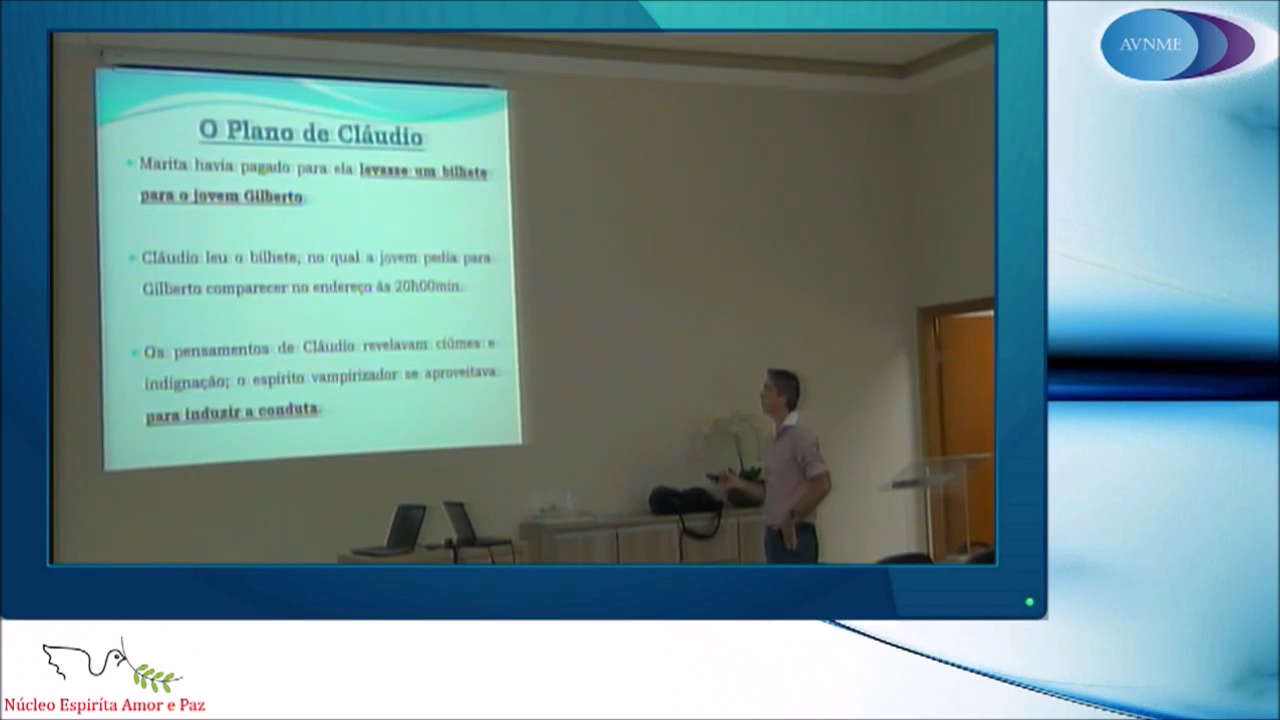 AVNME
O Plano de Cláudio
Marita havia pagado para ela levasse um bilhete
para o jovem Gilberto.
Cláudio leu o bilhete, no qual a jovem pedia para
Gilberto comparecer no endereço às 20h00min.
Os pensamentos de Cláudio revelavam ciúmes e
indignação; o espírito vampirizador se aproveitava
para induzir a conduta.
Núcleo Espiríta Amor e Paz